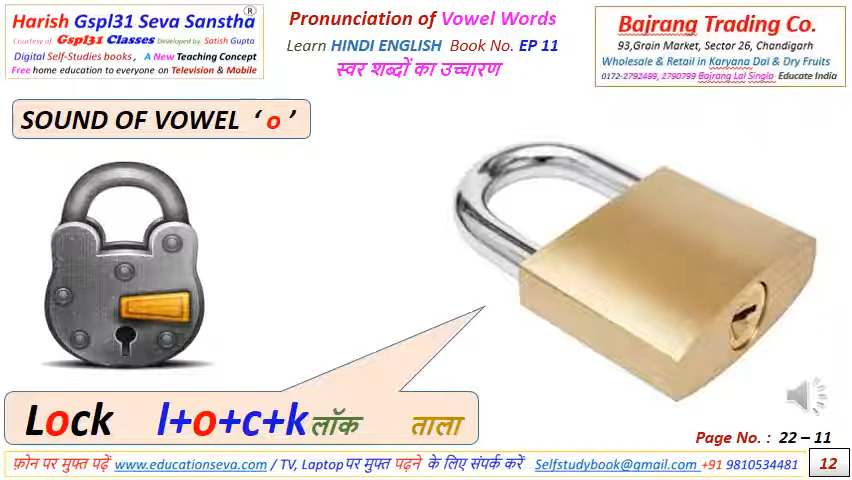 Harish Gspl31 Seva Sanstha®
Courtesy of Gspl31 Classes Developed by. Satish Gupta
Digital Self-Studies books, A New Teaching Concept
Free home education to everyone on Television & Mobile
Pronunciation of Vowel Words
Learn HINDI ENGLISH Book No. EP 11
स्वर शब्दों का उच्चारण
Bajrang Trading Co.
93,Grain Market, Sector 26, Chandigarh
Wholesale & Retail in Karyana Dal & Dry Fruits
0172-2792499, 2790799 Bajrang Lal Singla Educate India
SOUND OF VOWEL ‘ o ’
Lock l+o+c+k लॉक ताला
Page No. : 22 – 11
फ़ोन पर मुफ्त पढ़ें www.educationseva.com / TV, Laptop पर मुफ्त पढ़ने के लिए संपर्क करें Selfstudybook@gmail.com +91 9810534481
12